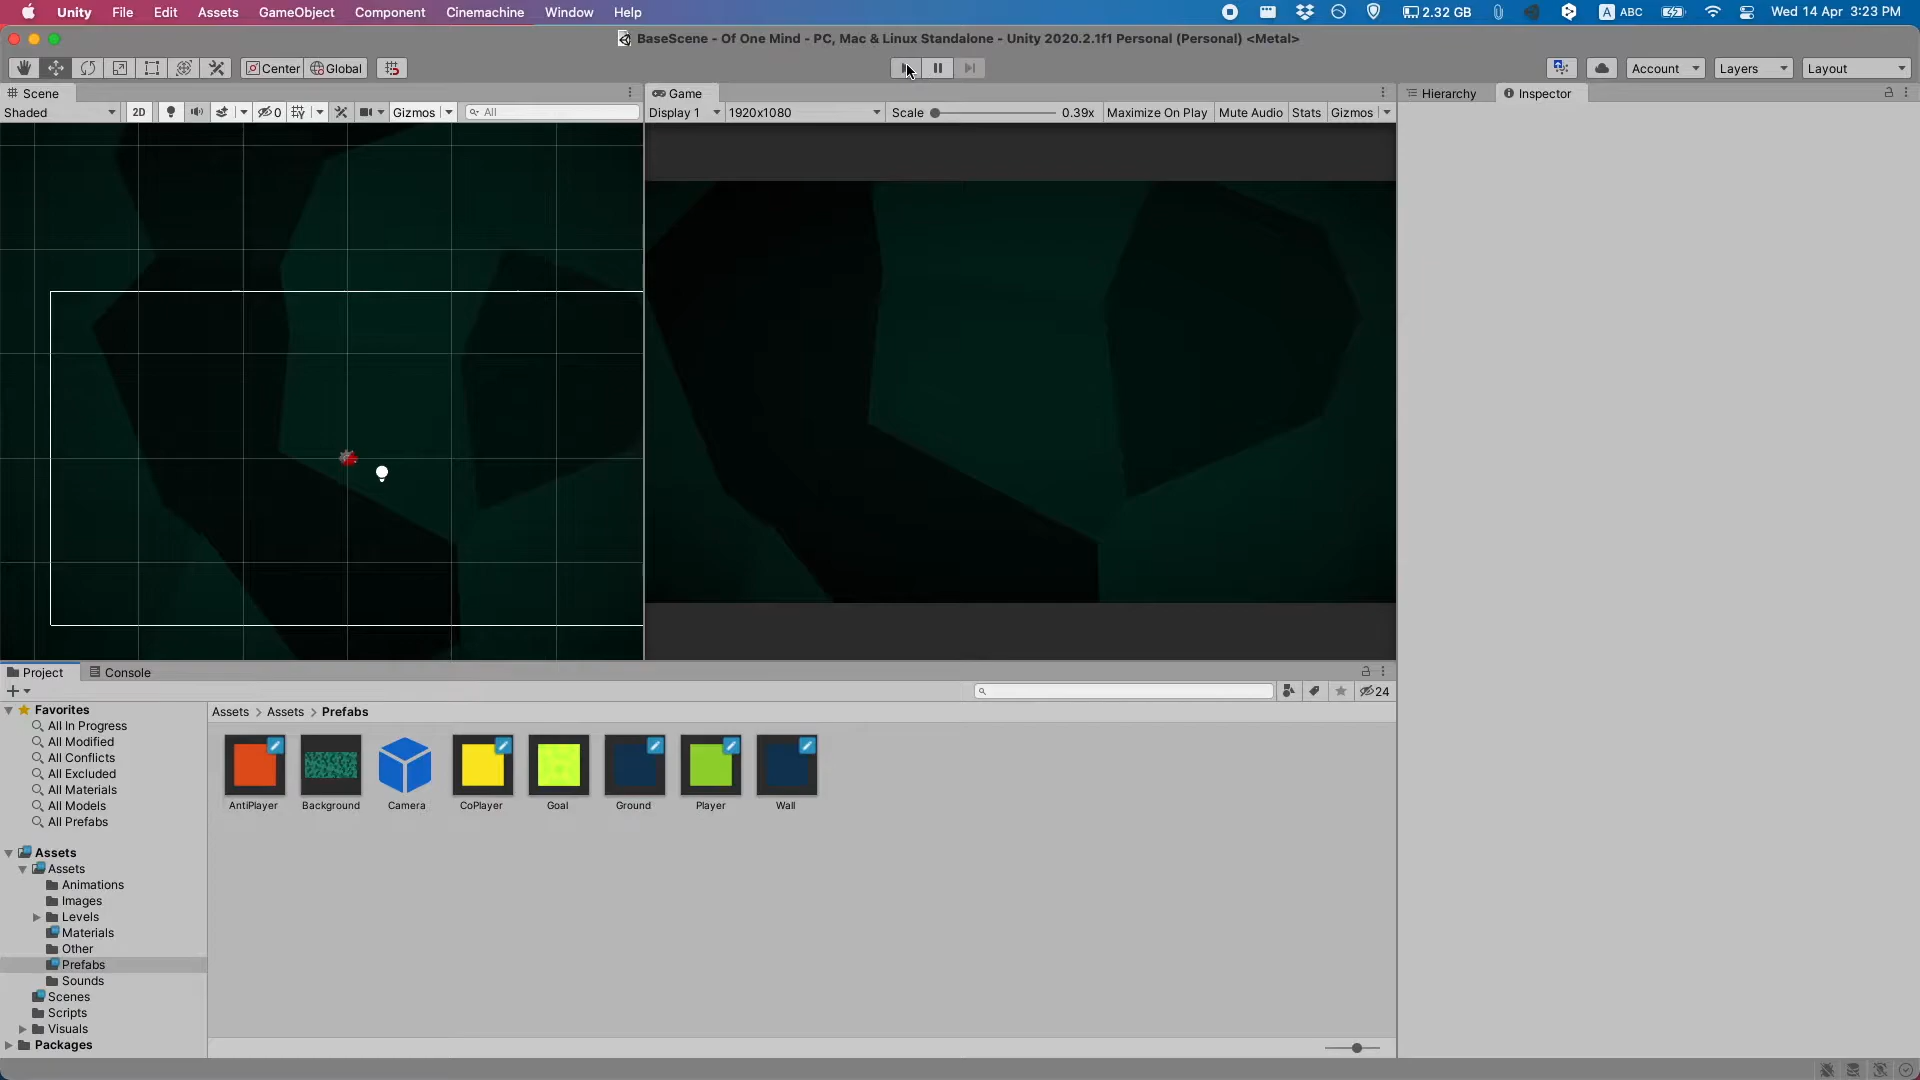 Unity File Edit Assets GameObject Component Cinemachine Window Help 2.32 GB A ABC Wed 14 Apr 3:23 PM
BaseScene - Of One Mind - PC, Mac & Linux Standalone - Unity 2020.2.1f1 Personal (Personal) <Metal>
Center Global Account Layers Layout
Scene Game Hierarchy Inspector
Shaded 2D 0 Gizmos All Display 1 1920x1080 Scale 0.39x Maximize On Play Mute Audio Stats Gizmos
Project Console
24
Favorites
All In Progress
All Modified
All Conflicts
All Excluded
All Materials
All Models
All Prefabs
Assets
Assets
Animations
Images
Levels
Materials
Other
Prefabs
Sounds
Scenes
Scripts
Visuals
Packages
Assets > Assets > Prefabs
AntiPlayer Background Camera CoPlayer Goal Ground Player Wall